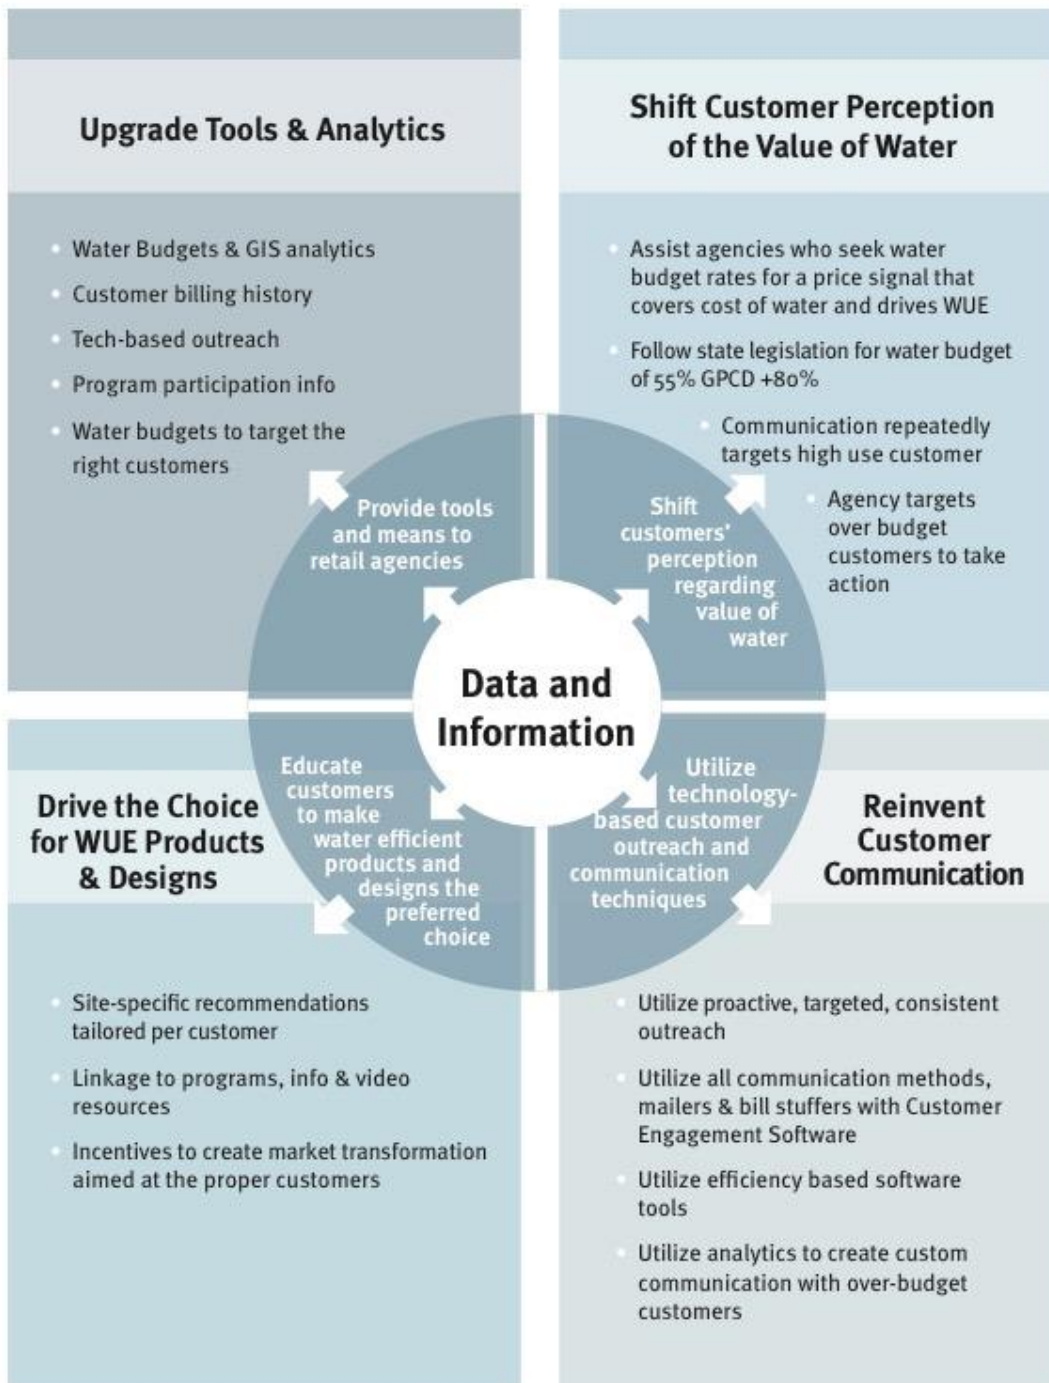 Upgrade Tools & Analytics
Water Budgets & GIS analytics
Customer billing history
Tech-based outreach
Program participation info
Water budgets to target the
right customers
Provide tools
and means to
retail agencies
Shift Customer Perception
of the Value of Water
Assist agencies who seek water
budget rates for a price signal that
covers cost of water and drives WUE
Follow state legislation for water budget
of 55% GPCD +80%
Communication repeatedly
targets high use customer
Agency targets
over budget
customers to take
action
Shift
customers'
perception
regarding
value of
water
Data and
Information
Drive the Choice
for WUE Products
& Designs
Educate
customers
to make
water efficient
products and
designs the
preferred
choice
Site-specific recommendations
tailored per customer
Linkage to programs, info & video
resources
Incentives to create market transformation
aimed at the proper customers
Utilize
technology-
based customer
outreach and
communication
techniques
Reinvent
Customer
Communication
Utilize proactive, targeted, consistent
outreach
Utilize all communication methods,
mailers & bill stuffers with Customer
Engagement Software
Utilize efficiency based software
tools
Utilize analytics to create custom
communication with over-budget
customers